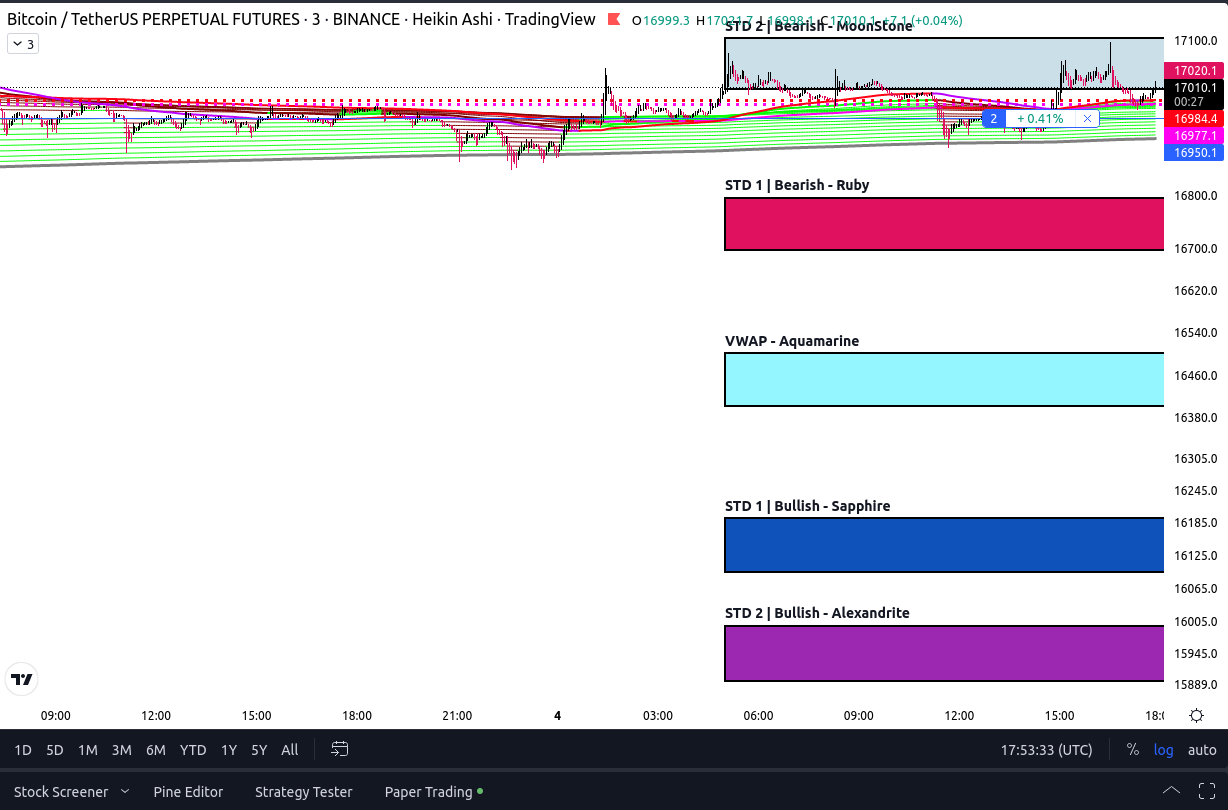 Bitcoin / TetherUS PERPETUAL FUTURES · 3 · BINANCE · Heikin Ashi · TradingView O16999.3 H17021.7 L16998.1 C17010.1 +7.1 (+0.04%)
3
STD 2 | Bearish - MoonStone
17100.0
17020.1
17010.1
00:27
16984.4
2 + 0.41% ×
16977.1
16950.1
STD 1 | Bearish - Ruby
16800.0
16700.0
16620.0
VWAP - Aquamarine
16540.0
16460.0
16380.0
16305.0
STD 1 | Bullish - Sapphire
16245.0
16185.0
16125.0
16065.0
STD 2 | Bullish - Alexandrite
16005.0
15945.0
15889.0
09:00 12:00 15:00 18:00 21:00 4 03:00 06:00 09:00 12:00 15:00 18:0
1D 5D 1M 3M 6M YTD 1Y 5Y All 17:53:33 (UTC) % log auto
Stock Screener Pine Editor Strategy Tester Paper Trading